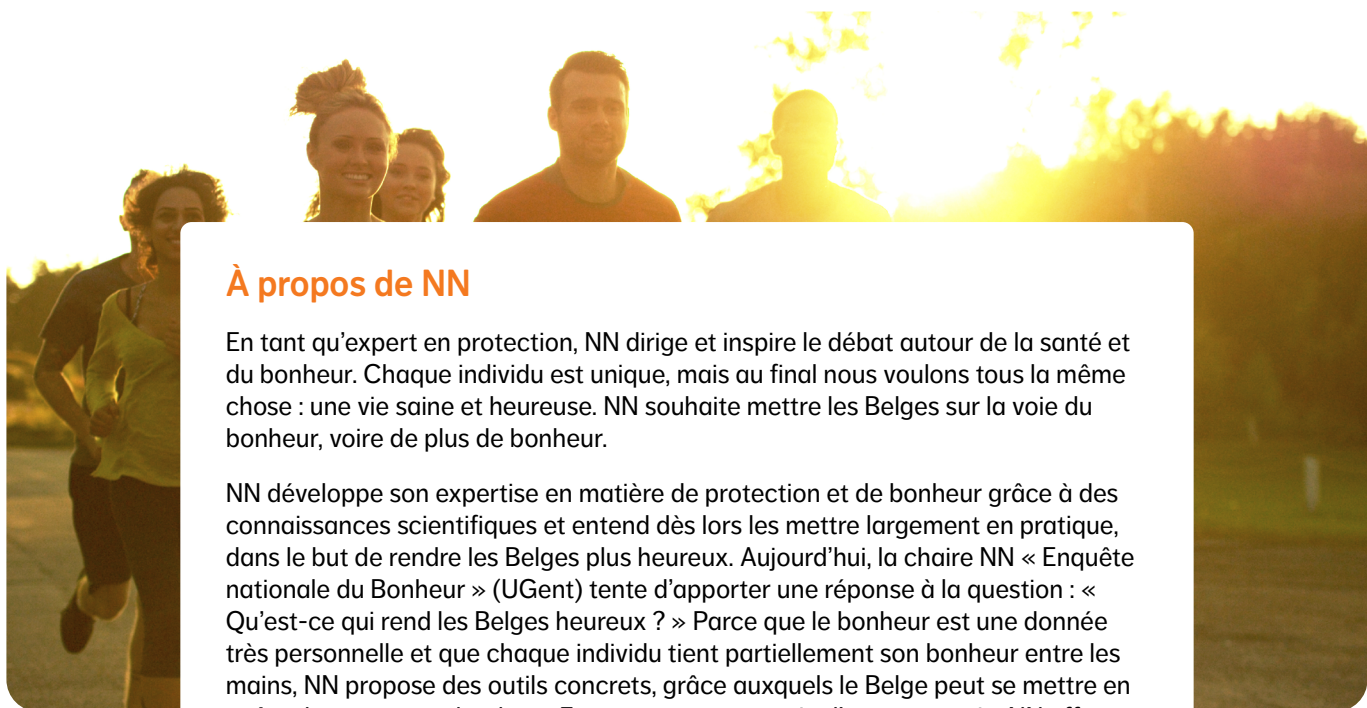 À propos de NN
En tant qu’expert en protection, NN dirige et inspire le débat autour de la santé et
du bonheur. Chaque individu est unique, mais au final nous voulons tous la même
chose : une vie saine et heureuse. NN souhaite mettre les Belges sur la voie du
bonheur, voire de plus de bonheur.
NN développe son expertise en matière de protection et de bonheur grâce à des
connaissances scientifiques et entend dès lors les mettre largement en pratique,
dans le but de rendre les Belges plus heureux. Aujourd’hui, la chaire NN « Enquête
nationale du Bonheur » (UGent) tente d’apporter une réponse à la question : «
Qu’est-ce qui rend les Belges heureux ? » Parce que le bonheur est une donnée
très personnelle et que chaque individu tient partiellement son bonheur entre les
mains, NN propose des outils concrets, grâce auxquels le Belge peut se mettre en